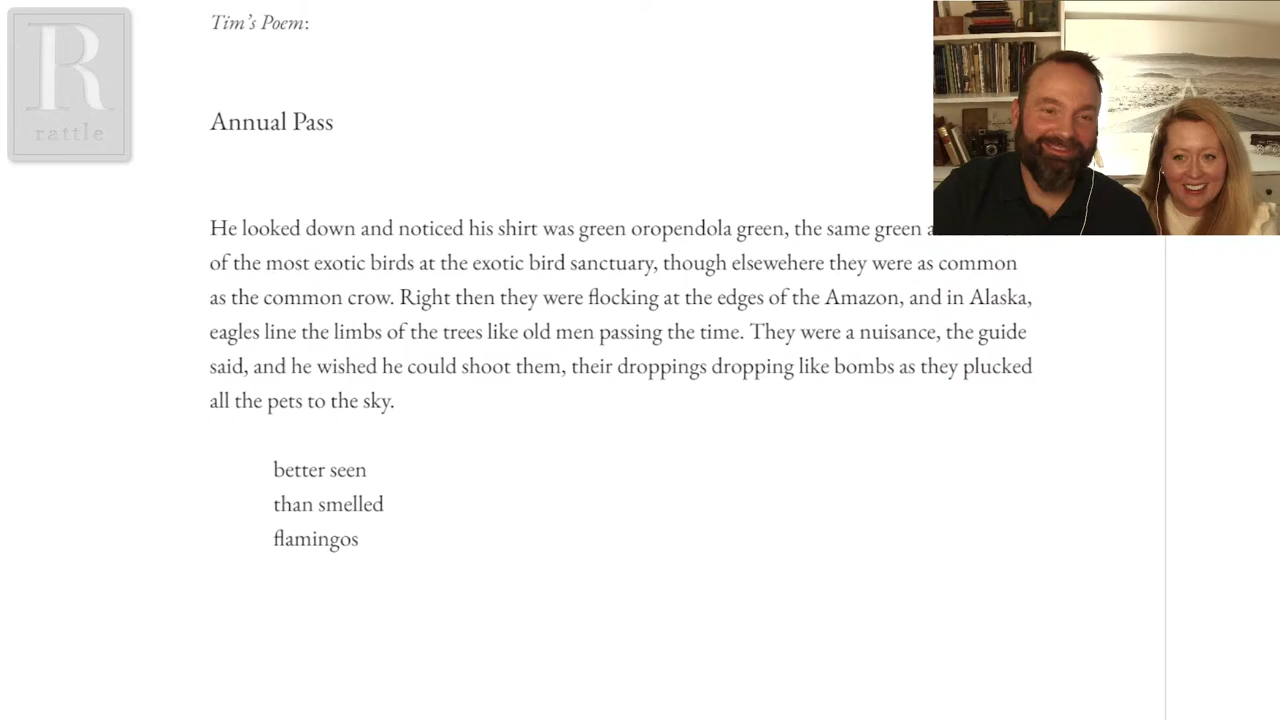 R
rattle
Tim’s Poem:
Annual Pass
He looked down and noticed his shirt was green oropendola green, the same green
of the most exotic birds at the exotic bird sanctuary, though elsewehere they were as common
as the common crow. Right then they were flocking at the edges of the Amazon, and in Alaska,
eagles line the limbs of the trees like old men passing the time. They were a nuisance, the guide
said, and he wished he could shoot them, their droppings dropping like bombs as they plucked
all the pets to the sky.
better seen
than smelled
flamingos